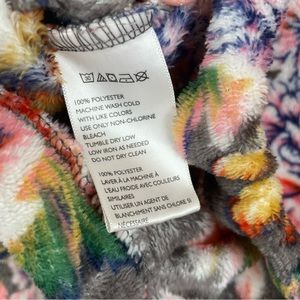 100% POLYESTER
MACHINE WASH COLD
WITH LIKE COLORS
USE ONLY NON-CHLORINE
BLEACH
TUMBLE DRY LOW
LOW IRON AS NEEDED
DO NOT DRY CLEAN
100% POLYESTER
LAVER À LA MACHINE À
L'EAU FROIDE AVEC COULEURS
SIMILAIRES
UTILISER UN AGENT DE
BLANCHIMENT SANS CHLORE SI
NÉCESSAIRE